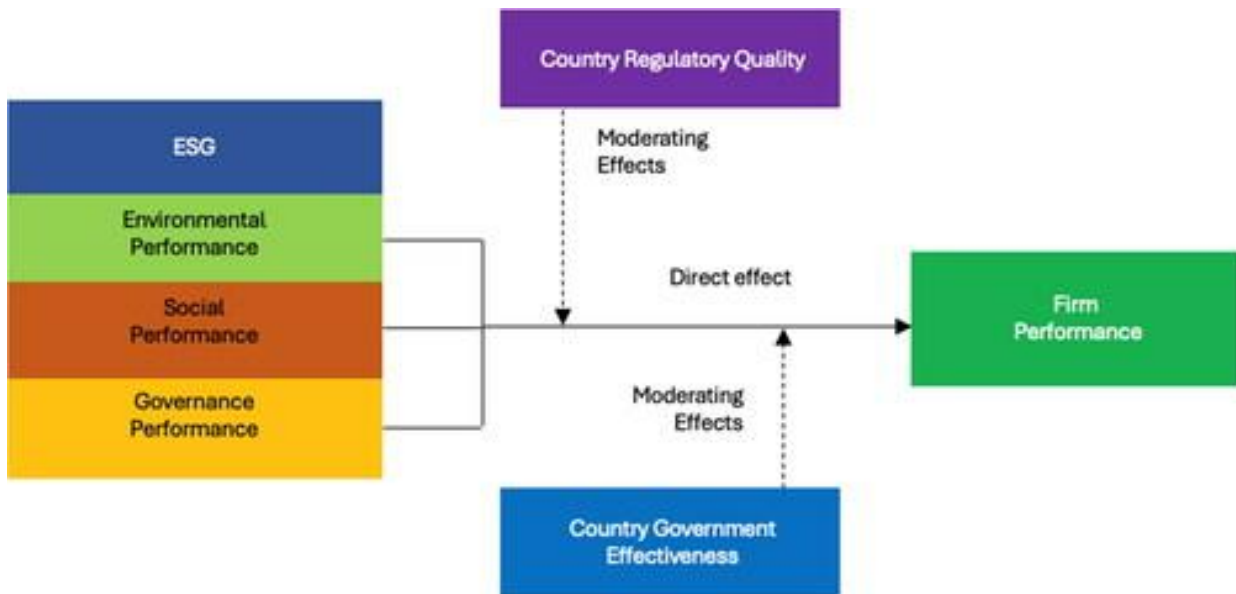 Country Regulatory Quality
Moderating
Effects
ESG
Environmental
Performance
Social
Performance
Governance
Performance
Direct effect
Firm
Performance
Moderating
Effects
Country Government
Effectiveness